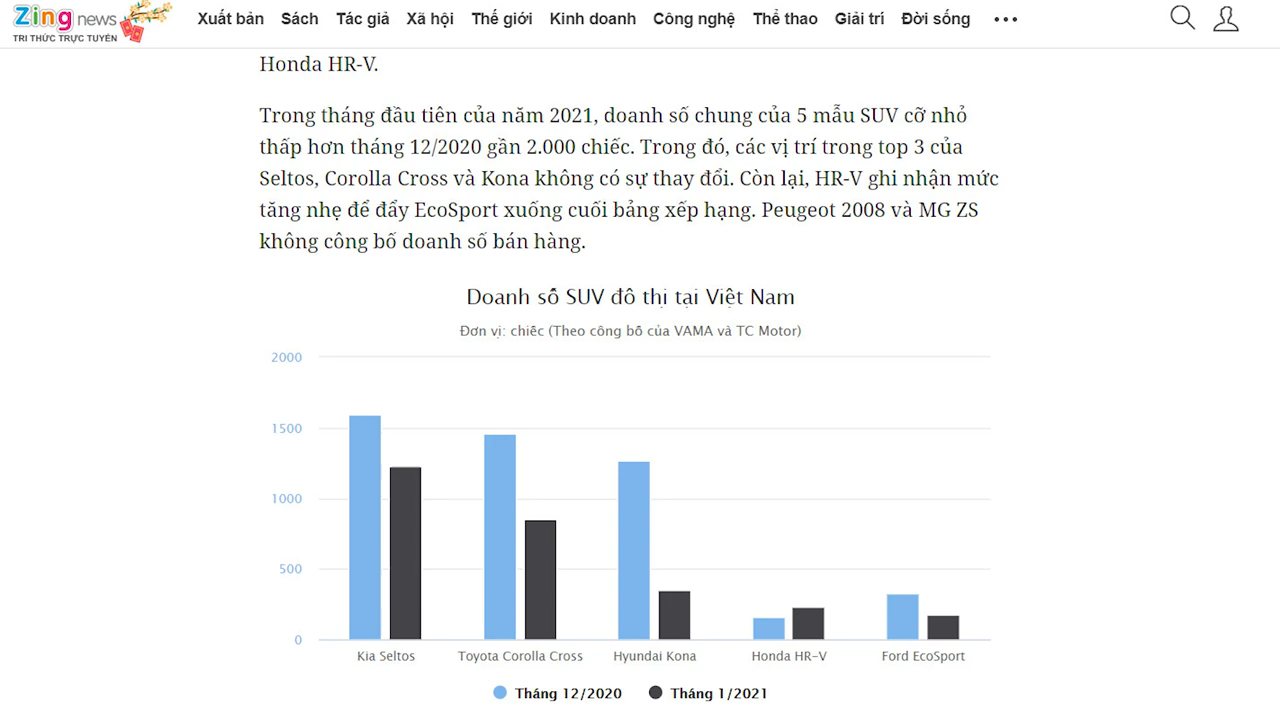 Zing news
TRI THỨC TRỰC TUYẾN
Xuất bản Sách Tác giả Xã hội Thế giới Kinh doanh Công nghệ Thể thao Giải trí Đời sống •••
Honda HR-V.
Trong tháng đầu tiên của năm 2021, doanh số chung của 5 mẫu SUV cỡ nhỏ
thấp hơn tháng 12/2020 gần 2.000 chiếc. Trong đó, các vị trí trong top 3 của
Seltos, Corolla Cross và Kona không có sự thay đổi. Còn lại, HR-V ghi nhận mức
tăng nhẹ để đẩy EcoSport xuống cuối bảng xếp hạng. Peugeot 2008 và MG ZS
không công bố doanh số bán hàng.
Doanh số SUV đô thị tại Việt Nam
Đơn vị: chiếc (Theo công bố của VAMA và TC Motor)
2000
1500
1000
500
0
Kia Seltos Toyota Corolla Cross Hyundai Kona Honda HR-V Ford EcoSport
Tháng 12/2020 Tháng 1/2021